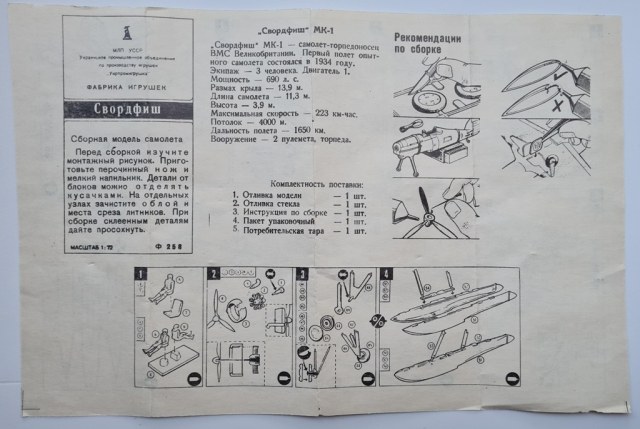 МЛП УССР
Украинское промышленное объединение
по производству игрушек
„Укрпромигрушка"
ФАБРИКА ИГРУШЕК
Свордфиш
Сборная модель самолета
Перед сборкой изучите
монтажный рисунок. Приго-
товьте перочинный нож и
мелкий напильник. Детали от
блоков можно отделять
кусачками. На отдельных
узлах зачистите облой и
места среза литников. При
сборке склеенным деталям
дайте просохнуть.
МАСШТАБ 1:72 Ф 258
„Свордфиш" МК-1
„Свордфиш" МК-1 — самолет-торпедоносец
ВМС Великобритании. Первый полет опыт-
ного самолета состоялся в 1934 году.
Экипаж — 3 человека. Двигатель 1.
Мощность — 690 л. с.
Размах крыла — 13,9 м.
Длина самолета — 11,3 м.
Высота — 3,9 м.
Максимальная скорость — 223 км-час.
Потолок — 4000 м.
Дальность полета — 1650 км.
Вооружение — 2 пулемета, торпеда.
Комплектность поставки:
1. Отливка модели — 1 шт.
2. Отливка стекла — 1 шт.
3. Инструкция по сборке — 1 шт.
4. Пакет упаковочный — 1 шт.
5. Потребительская тара — 1 шт.
Рекомендации
по сборке
1
2
3
4